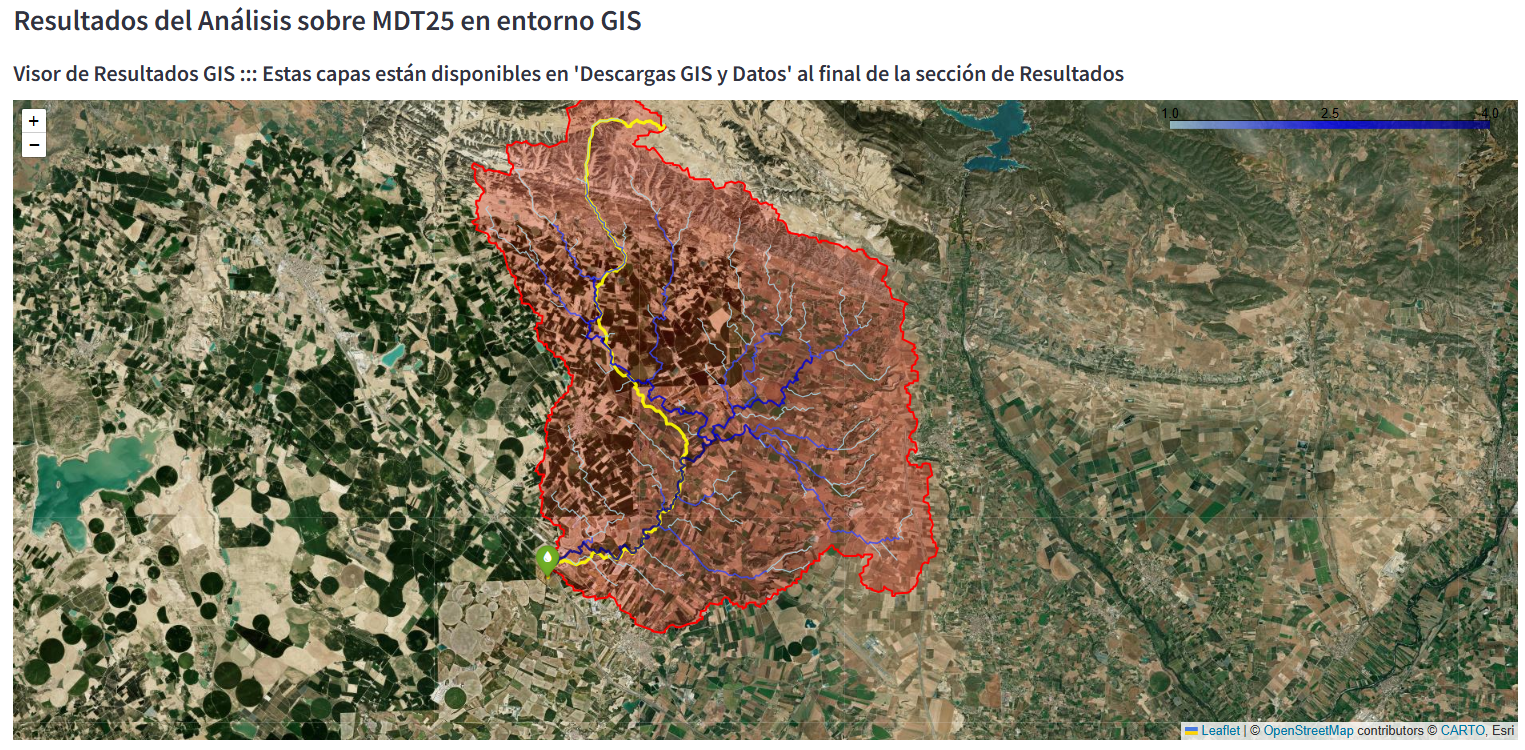 Resultados del Análisis sobre MDT25 en entorno GIS
Visor de Resultados GIS ::: Estas capas están disponibles en 'Descargas GIS y Datos' al final de la sección de Resultados
+
−
1.0 2.5 4.0
Leaflet | © OpenStreetMap contributors © CARTO, Esri